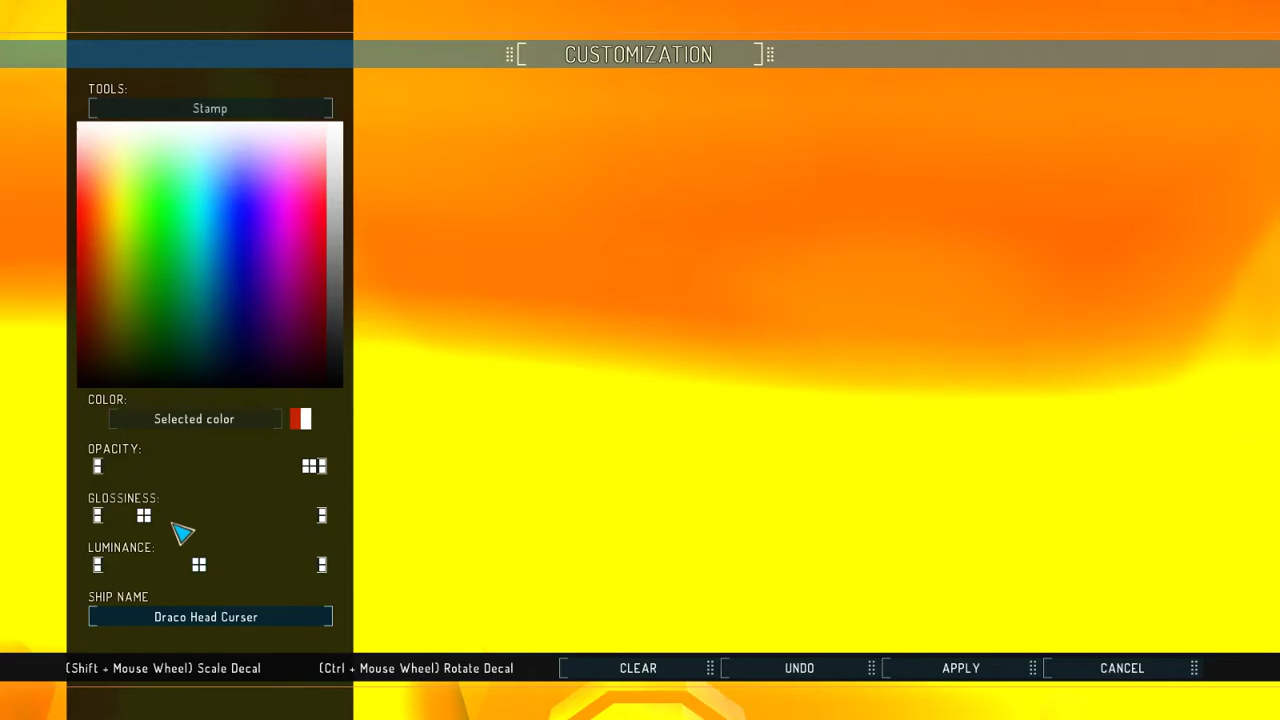 CUSTOMIZATION
TOOLS:
Stamp
COLOR:
Selected color
OPACITY:
GLOSSINESS:
LUMINANCE:
SHIP NAME
Draco Head Curser
(Shift + Mouse Wheel) Scale Decal
(Ctrl + Mouse Wheel) Rotate Decal
CLEAR
UNDO
APPLY
CANCEL